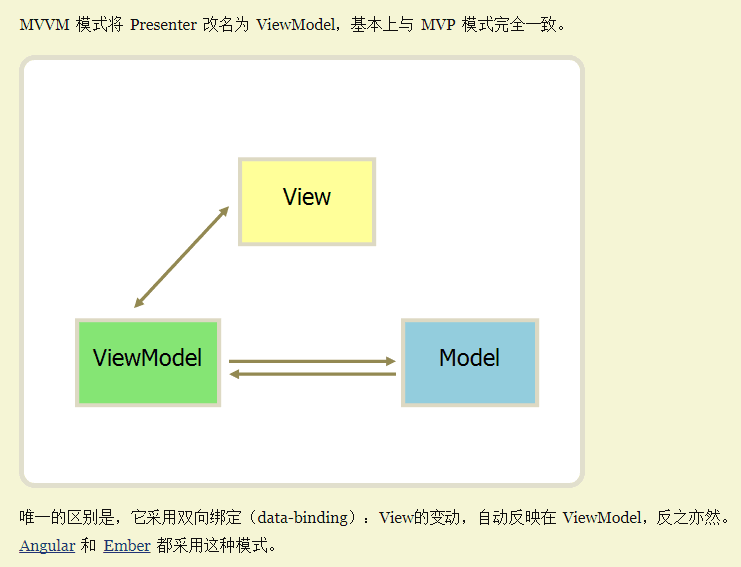 MVVM 模式将 Presenter 改名为 ViewModel，基本上与 MVP 模式完全一致。
View
ViewModel
Model
唯一的区别是，它采用双向绑定（data-binding）：View的变动，自动反映在 ViewModel，反之亦然。
Angular 和 Ember 都采用这种模式。